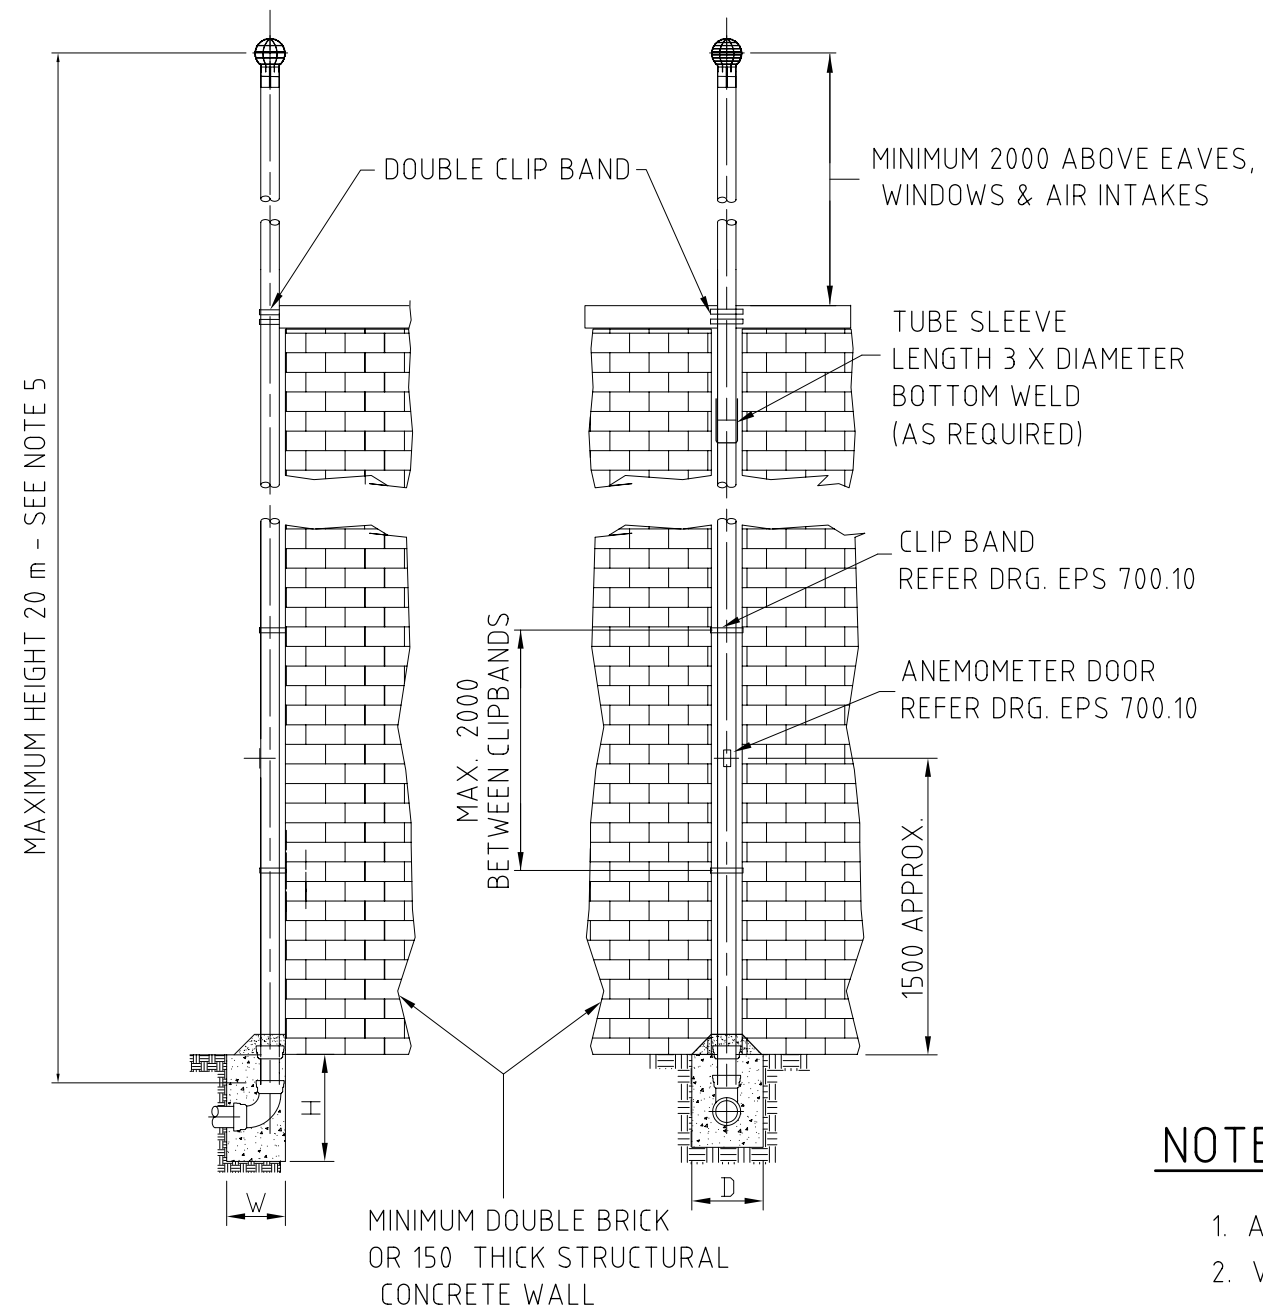 DOUBLE CLIP BAND
MINIMUM 2000 ABOVE EAVES,
WINDOWS & AIR INTAKES
TUBE SLEEVE
LENGTH 3 X DIAMETER
BOTTOM WELD
(AS REQUIRED)
MAXIMUM HEIGHT 20 m - SEE NOTE 5
CLIP BAND
REFER DRG. EPS 700.10
MAX. 2000
BETWEEN CLIPBANDS
ANEMOMETER DOOR
REFER DRG. EPS 700.10
1500 APPROX.
H
W
D
MINIMUM DOUBLE BRICK
OR 150 THICK STRUCTURAL
CONCRETE WALL
NOTE
1. A
2. V